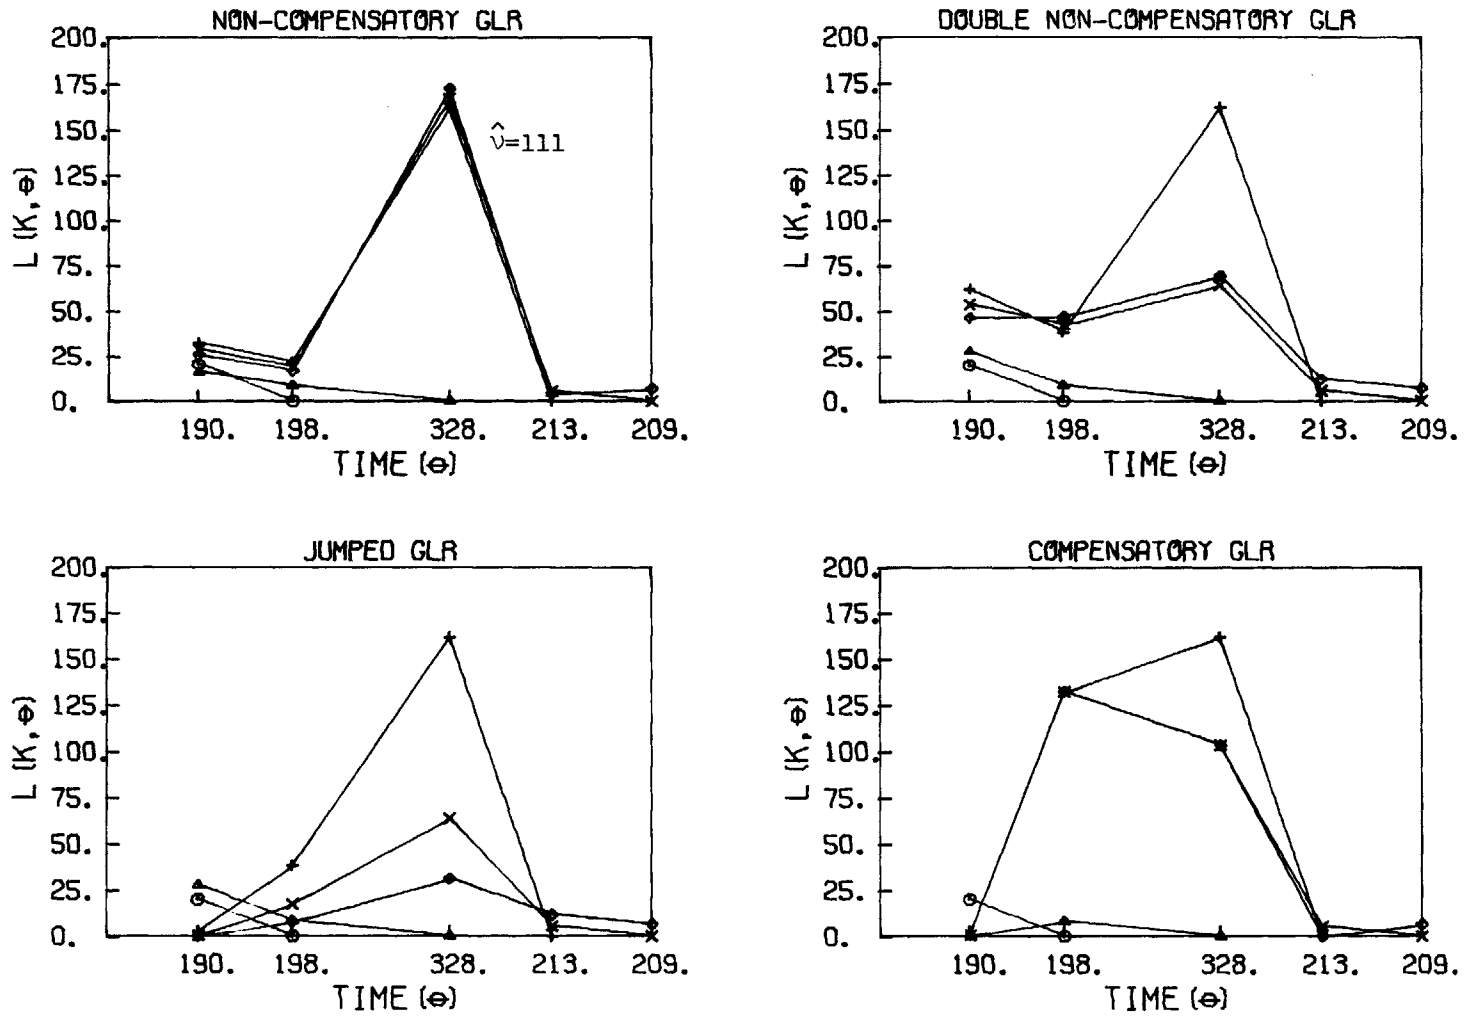 NON-COMPENSATORY GLR
200.
175.
150.
125.
100.
75.
50.
25.
0.
L (K,Θ)
ν̂=111
190. 198. 328. 213. 209.
TIME (Θ)
DOUBLE NON-COMPENSATORY GLR
200.
175.
150.
125.
100.
75.
50.
25.
0.
L (K,Θ)
190. 198. 328. 213. 209.
TIME (Θ)
JUMPED GLR
200.
175.
150.
125.
100.
75.
50.
25.
0.
L (K,Θ)
190. 198. 328. 213. 209.
TIME (Θ)
COMPENSATORY GLR
200.
175.
150.
125.
100.
75.
50.
25.
0.
L (K,Θ)
190. 198. 328. 213. 209.
TIME (Θ)